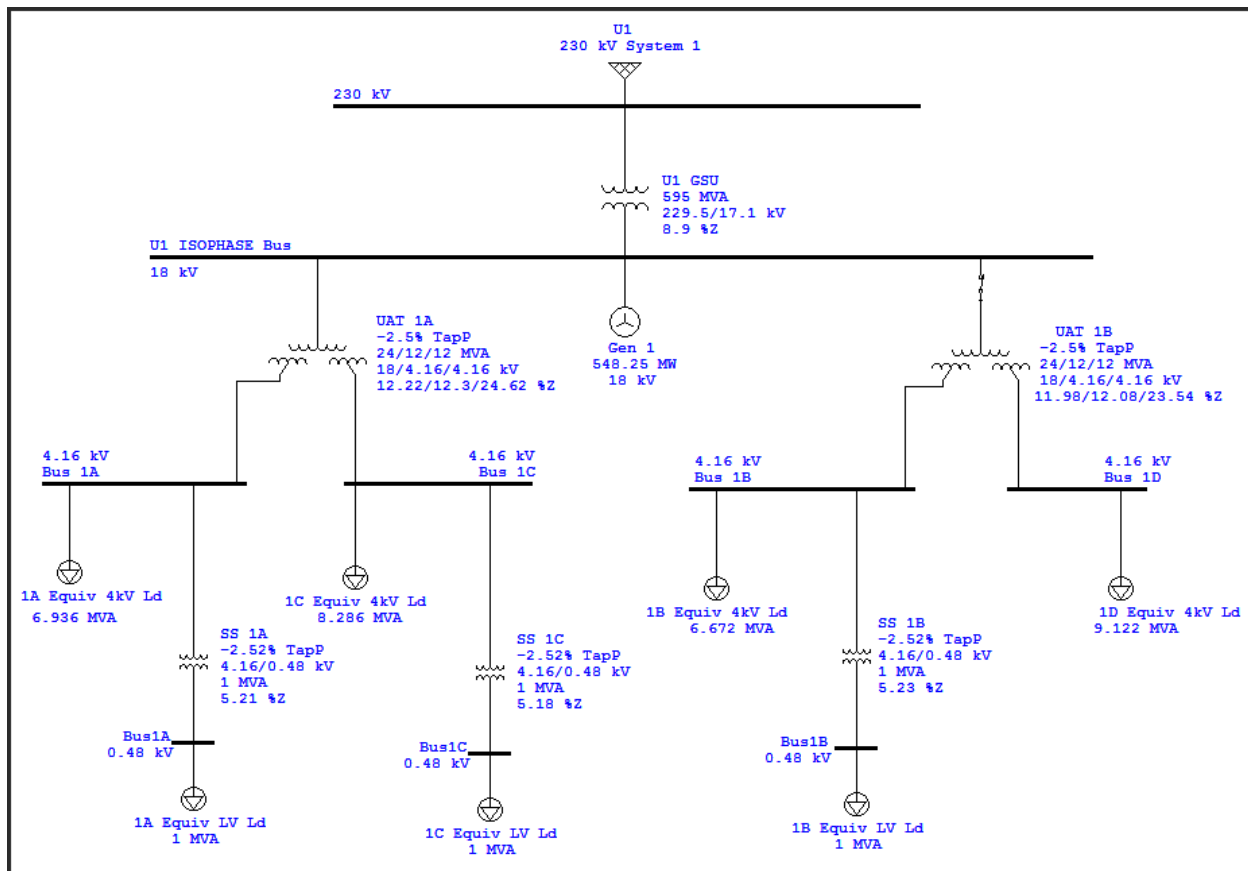 U1
230 kV System 1
230 kV
U1 GSU
595 MVA
229.5/17.1 kV
8.9 %Z
U1 ISOPHASE Bus
18 kV
UAT 1A
-2.5% TapP
24/12/12 MVA
18/4.16/4.16 kV
12.22/12.3/24.62 %Z
Gen 1
548.25 MW
18 kV
UAT 1B
-2.5% TapP
24/12/12 MVA
18/4.16/4.16 kV
11.98/12.08/23.54 %Z
4.16 kV
Bus 1A
4.16 kV
Bus 1C
4.16 kV
Bus 1B
4.16 kV
Bus 1D
1A Equiv 4kV Ld
6.936 MVA
1C Equiv 4kV Ld
8.286 MVA
1B Equiv 4kV Ld
6.672 MVA
1D Equiv 4kV Ld
9.122 MVA
SS 1A
-2.52% TapP
4.16/0.48 kV
1 MVA
5.21 %Z
SS 1C
-2.52% TapP
4.16/0.48 kV
1 MVA
5.18 %Z
SS 1B
-2.52% TapP
4.16/0.48 kV
1 MVA
5.23 %Z
Bus1A
0.48 kV
Bus1C
0.48 kV
Bus1B
0.48 kV
1A Equiv LV Ld
1 MVA
1C Equiv LV Ld
1 MVA
1B Equiv LV Ld
1 MVA